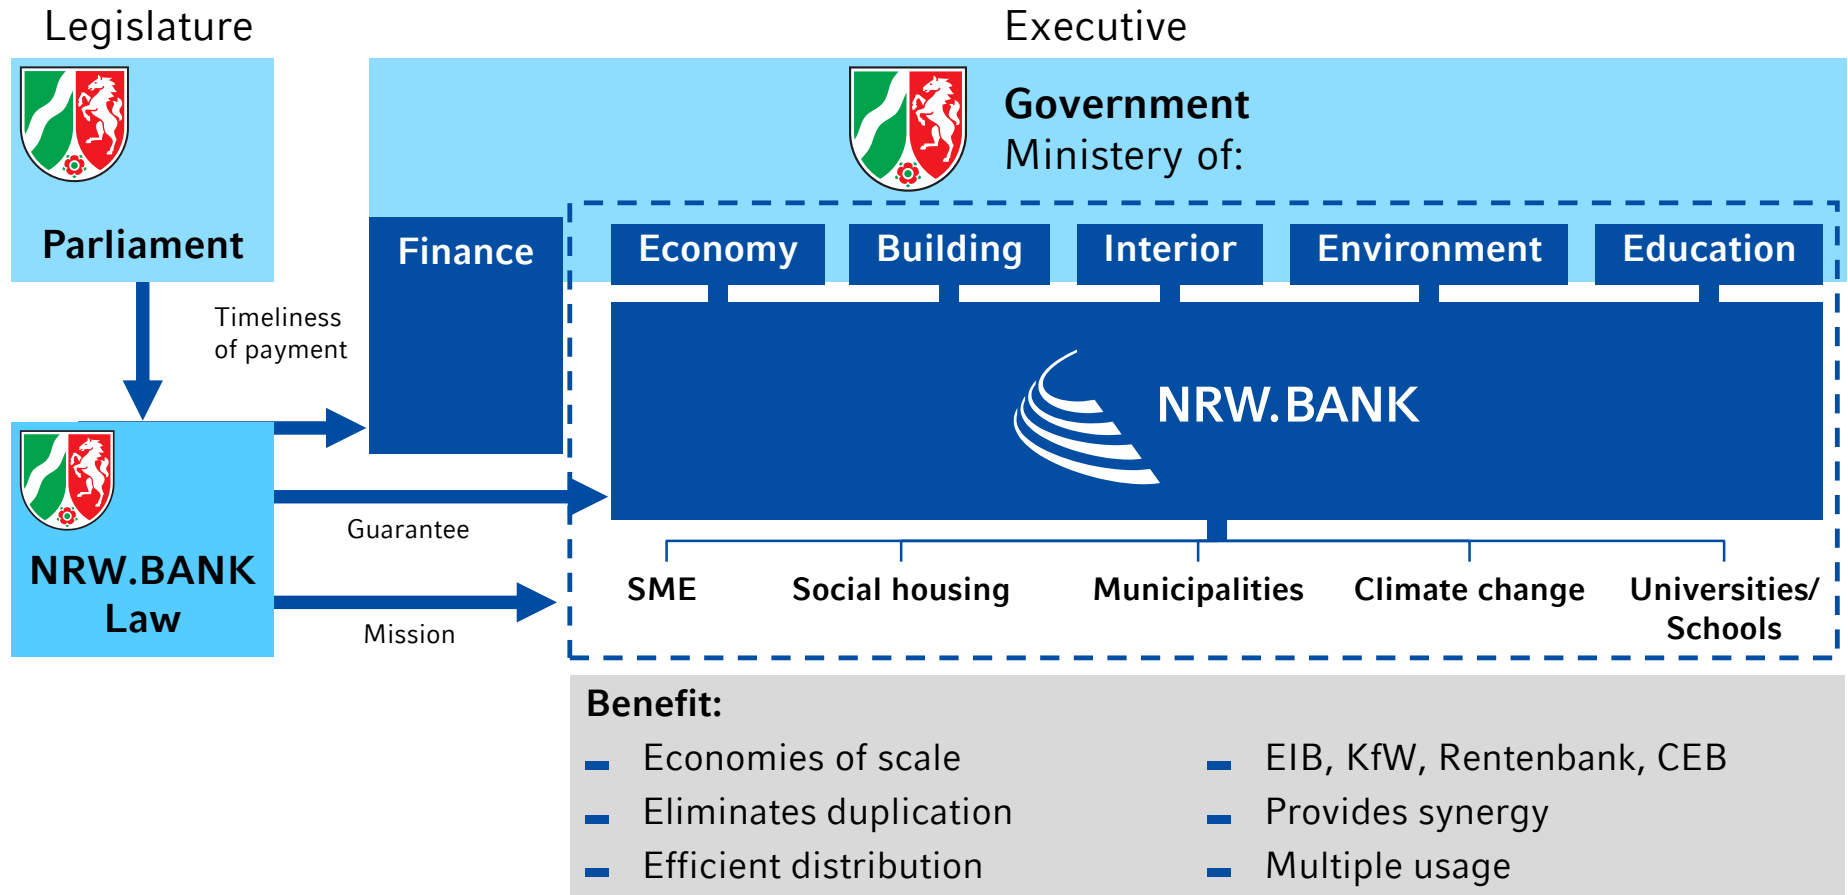 Legislature
Executive
Government
Ministery of:
Parliament
Finance
Economy
Building
Interior
Environment
Education
Timeliness
of payment
NRW.BANK
Guarantee
NRW.BANK
Law
Mission
SME
Social housing
Municipalities
Climate change
Universities/
Schools
Benefit:
Economies of scale
Eliminates duplication
Efficient distribution
EIB, KfW, Rentenbank, CEB
Provides synergy
Multiple usage